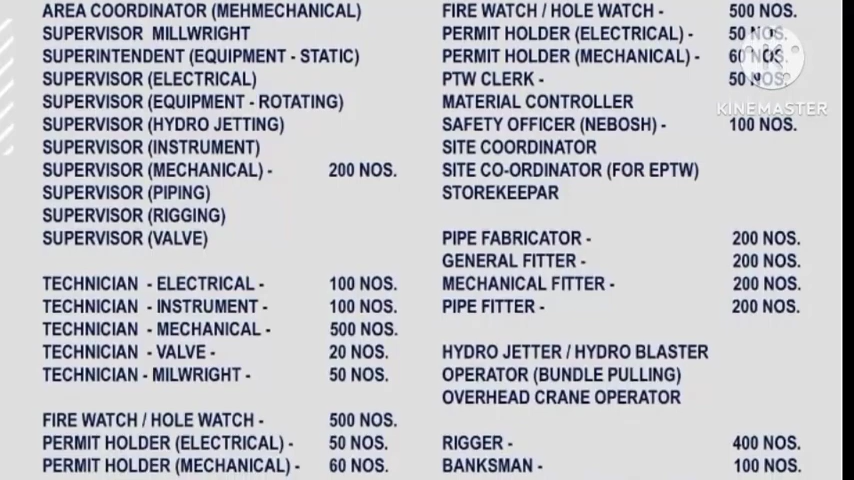 AREA COORDINATOR (MEHMECHANICAL)
SUPERVISOR MILLWRIGHT
SUPERINTENDENT (EQUIPMENT - STATIC)
SUPERVISOR (ELECTRICAL)
SUPERVISOR (EQUIPMENT - ROTATING)
SUPERVISOR (HYDRO JETTING)
SUPERVISOR (INSTRUMENT)
SUPERVISOR (MECHANICAL) - 200 NOS.
SUPERVISOR (PIPING)
SUPERVISOR (RIGGING)
SUPERVISOR (VALVE)
TECHNICIAN - ELECTRICAL - 100 NOS.
TECHNICIAN - INSTRUMENT - 100 NOS.
TECHNICIAN - MECHANICAL - 500 NOS.
TECHNICIAN - VALVE - 20 NOS.
TECHNICIAN - MILWRIGHT - 50 NOS.
FIRE WATCH / HOLE WATCH - 500 NOS.
PERMIT HOLDER (ELECTRICAL) - 50 NOS.
PERMIT HOLDER (MECHANICAL) - 60 NOS.
FIRE WATCH / HOLE WATCH - 500 NOS.
PERMIT HOLDER (ELECTRICAL) - 50 NOS.
PERMIT HOLDER (MECHANICAL) - 60 NOS.
PTW CLERK - 50 NOS.
MATERIAL CONTROLLER
SAFETY OFFICER (NEBOSH) - 100 NOS.
SITE COORDINATOR
SITE CO-ORDINATOR (FOR EPTW)
STOREKEEPAR
PIPE FABRICATOR - 200 NOS.
GENERAL FITTER - 200 NOS.
MECHANICAL FITTER - 200 NOS.
PIPE FITTER - 200 NOS.
HYDRO JETTER / HYDRO BLASTER
OPERATOR (BUNDLE PULLING)
OVERHEAD CRANE OPERATOR
RIGGER - 400 NOS.
BANKSMAN - 100 NOS.
K
KINEMASTER